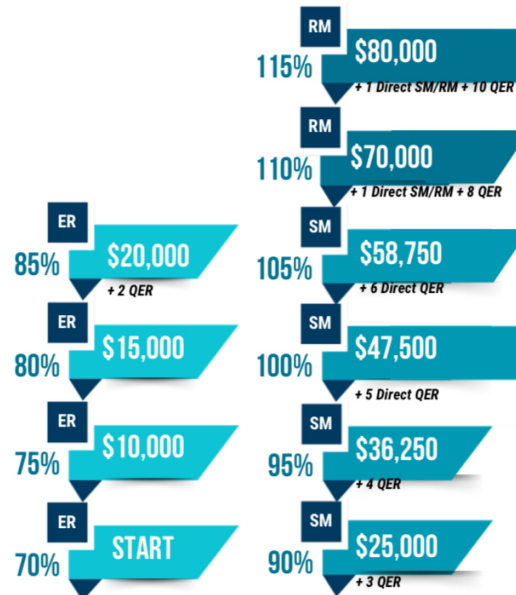 RM
$80,000
115%
+ 1 Direct SM/RM + 10 QER
RM
$70,000
110%
+ 1 Direct SM/RM + 8 QER
ER
$20,000
85%
+ 2 QER
SM
$58,750
105%
+ 6 Direct QER
ER
$15,000
80%
SM
$47,500
100%
+ 5 Direct QER
ER
$10,000
75%
SM
$36,250
95%
+ 4 QER
ER
START
70%
SM
$25,000
90%
+ 3 QER